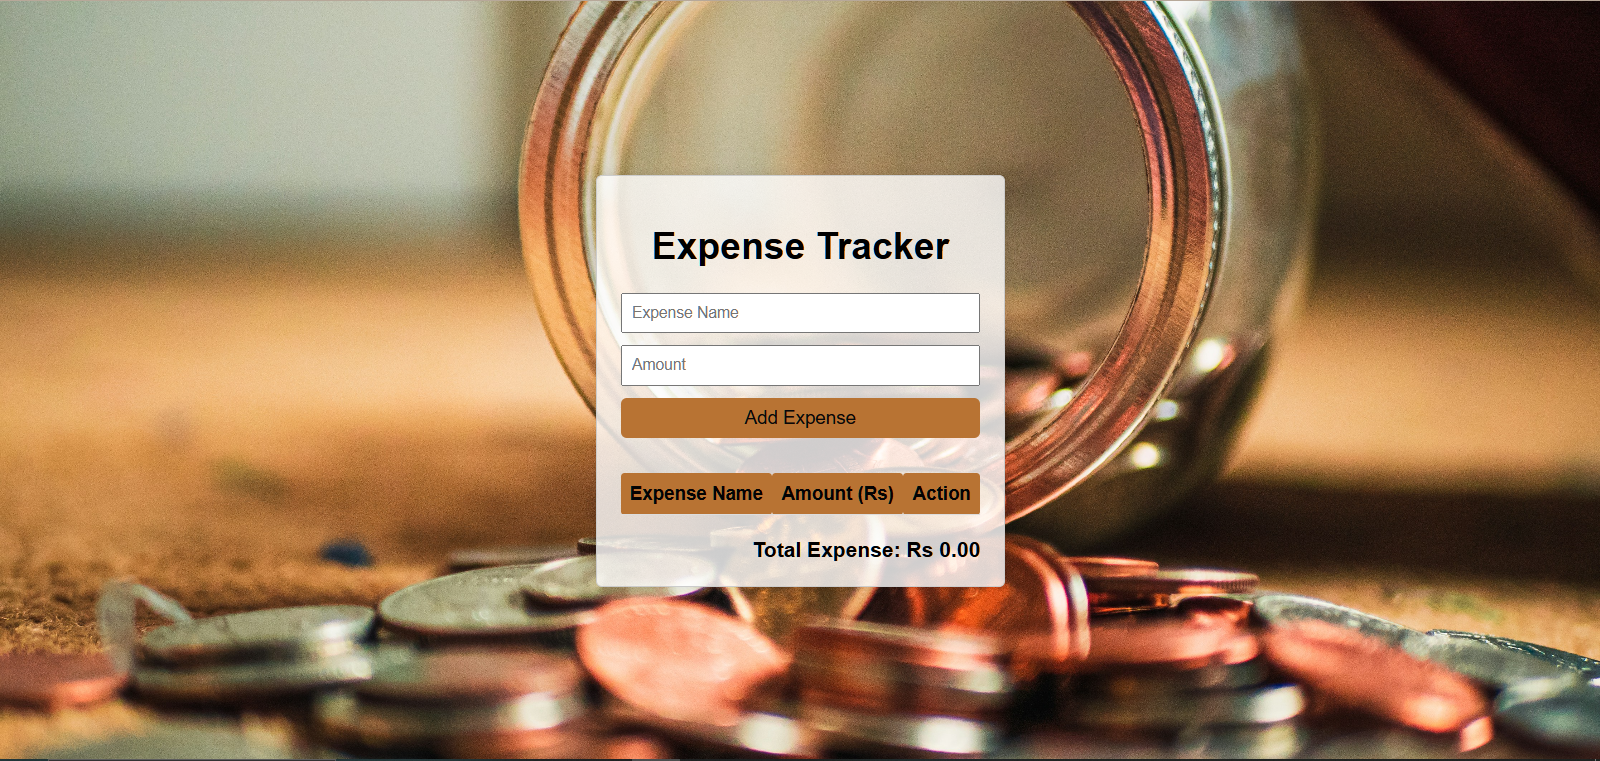 Expense Tracker
Expense Name
Amount
Add Expense
Expense Name Amount (Rs) Action
Total Expense: Rs 0.00